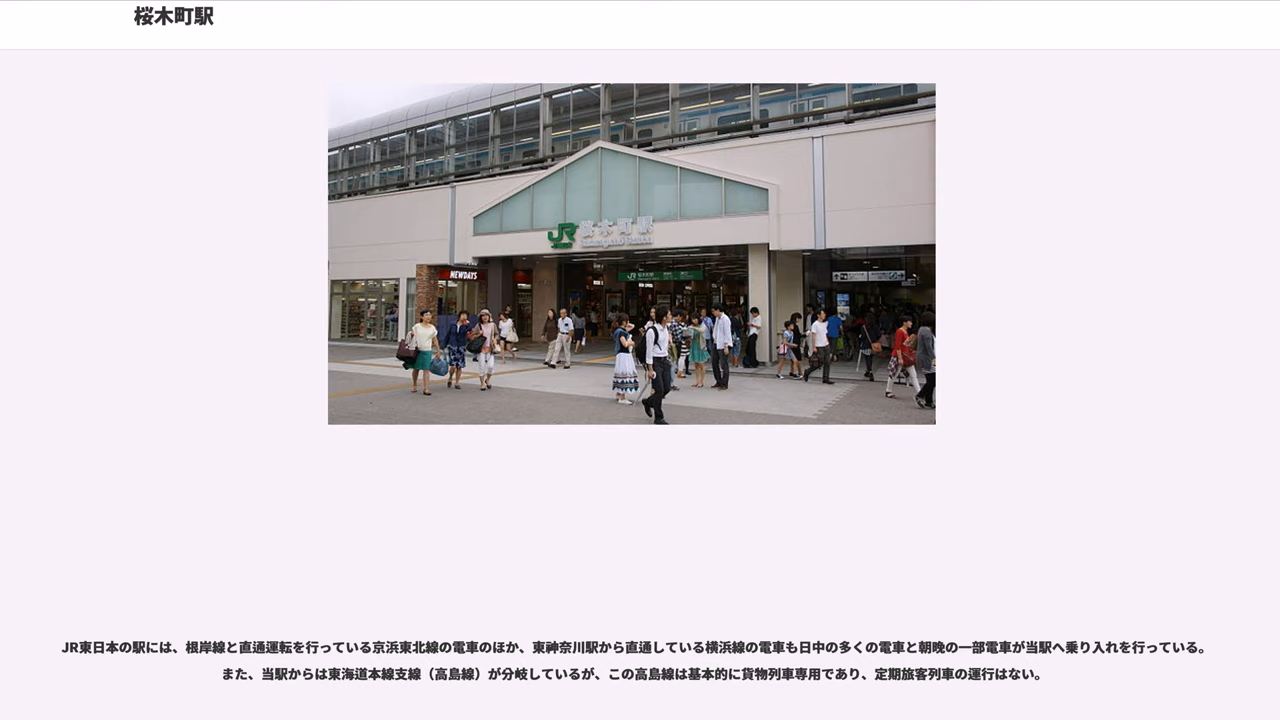 桜木町駅
JR 桜木町駅
NEWDAYS
JR東日本の駅には、根岸線と直通運転を行っている京浜東北線の電車のほか、東神奈川駅から直通している横浜線の電車も日中の多くの電車と朝晩の一部電車が当駅へ乗り入れを行っている。
また、当駅からは東海道本線支線（高島線）が分岐しているが、この高島線は基本的に貨物列車専用であり、定期旅客列車の運行はない。